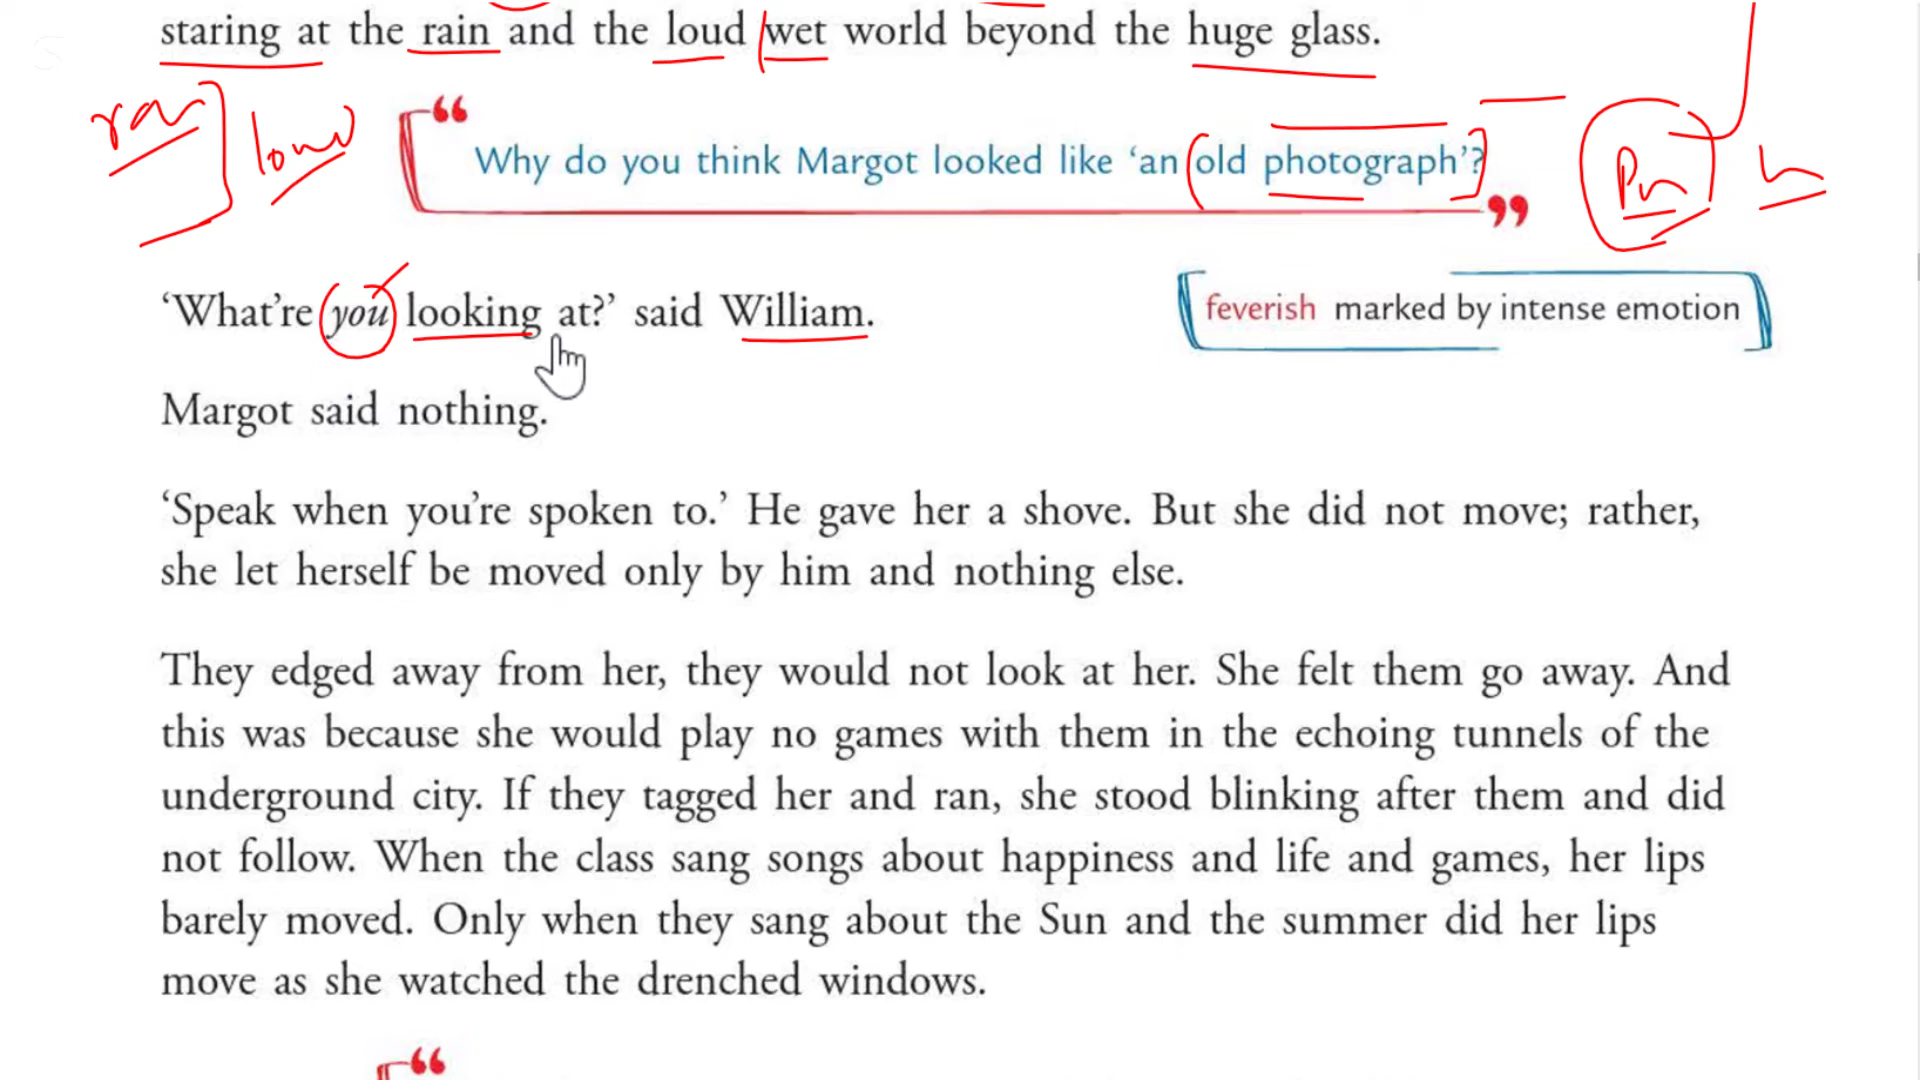 staring at the rain and the loud wet world beyond the huge glass.
rain
loud
“
Why do you think Margot looked like ‘an old photograph’?
”
‘What’re you looking at?’ said William.
feverish marked by intense emotion
Margot said nothing.
‘Speak when you’re spoken to.’ He gave her a shove. But she did not move; rather,
she let herself be moved only by him and nothing else.
They edged away from her, they would not look at her. She felt them go away. And
this was because she would play no games with them in the echoing tunnels of the
underground city. If they tagged her and ran, she stood blinking after them and did
not follow. When the class sang songs about happiness and life and games, her lips
barely moved. Only when they sang about the Sun and the summer did her lips
move as she watched the drenched windows.
“